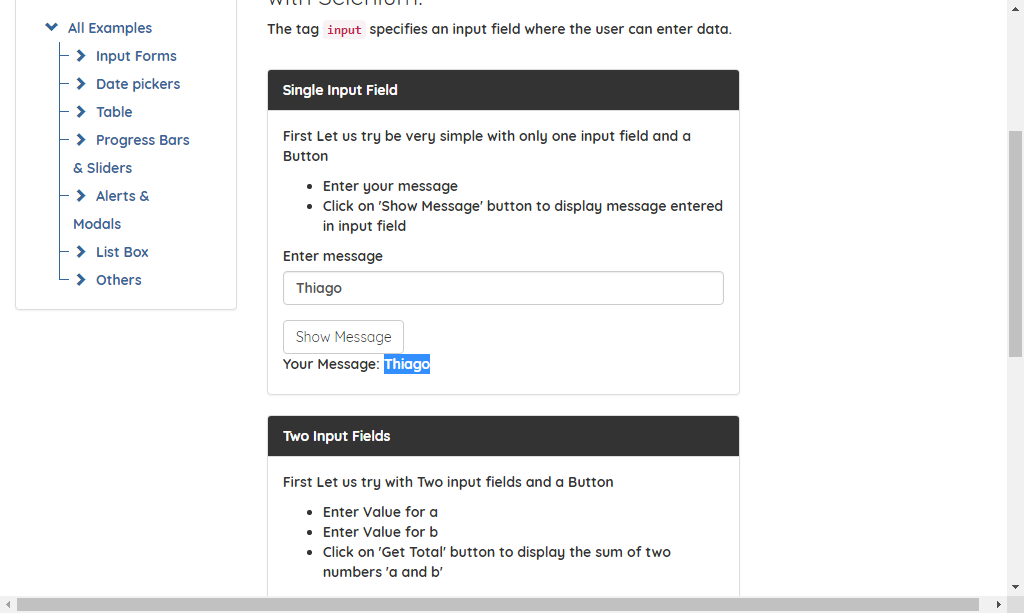 All Examples
Input Forms
Date pickers
Table
Progress Bars
& Sliders
Alerts &
Modals
List Box
Others
with Selenium.
The tag input specifies an input field where the user can enter data.
Single Input Field
First Let us try be very simple with only one input field and a
Button
Enter your message
Click on 'Show Message' button to display message entered
in input field
Enter message
Thiago
Show Message
Your Message: Thiago
Two Input Fields
First Let us try with Two input fields and a Button
Enter Value for a
Enter Value for b
Click on 'Get Total' button to display the sum of two
numbers 'a and b'